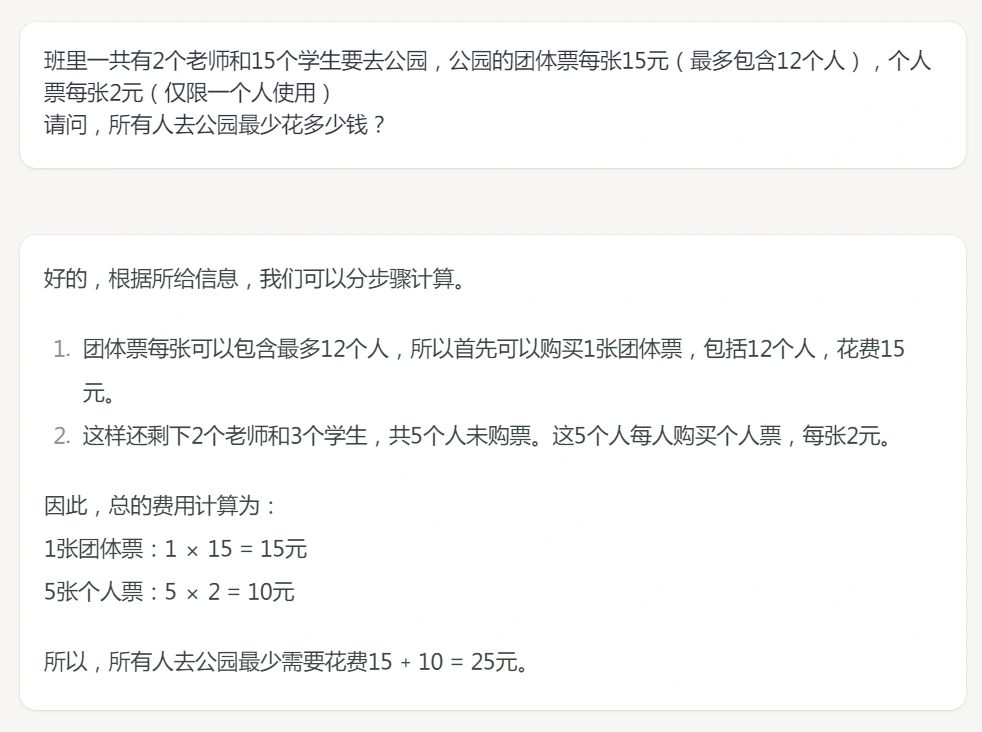 班里一共有2个老师和15个学生要去公园，公园的团体票每张15元（最多包含12个人），个人
票每张2元（仅限一个人使用）
请问，所有人去公园最少花多少钱？
好的，根据所给信息，我们可以分步骤计算。
1. 团体票每张可以包含最多12个人，所以首先可以购买1张团体票，包括12个人，花费15
元。
2. 这样还剩下2个老师和3个学生，共5个人未购票。这5个人每人购买个人票，每张2元。
因此，总的费用计算为：
1张团体票：1 × 15 = 15元
5张个人票：5 × 2 = 10元
所以，所有人去公园最少需要花费15 + 10 = 25元。